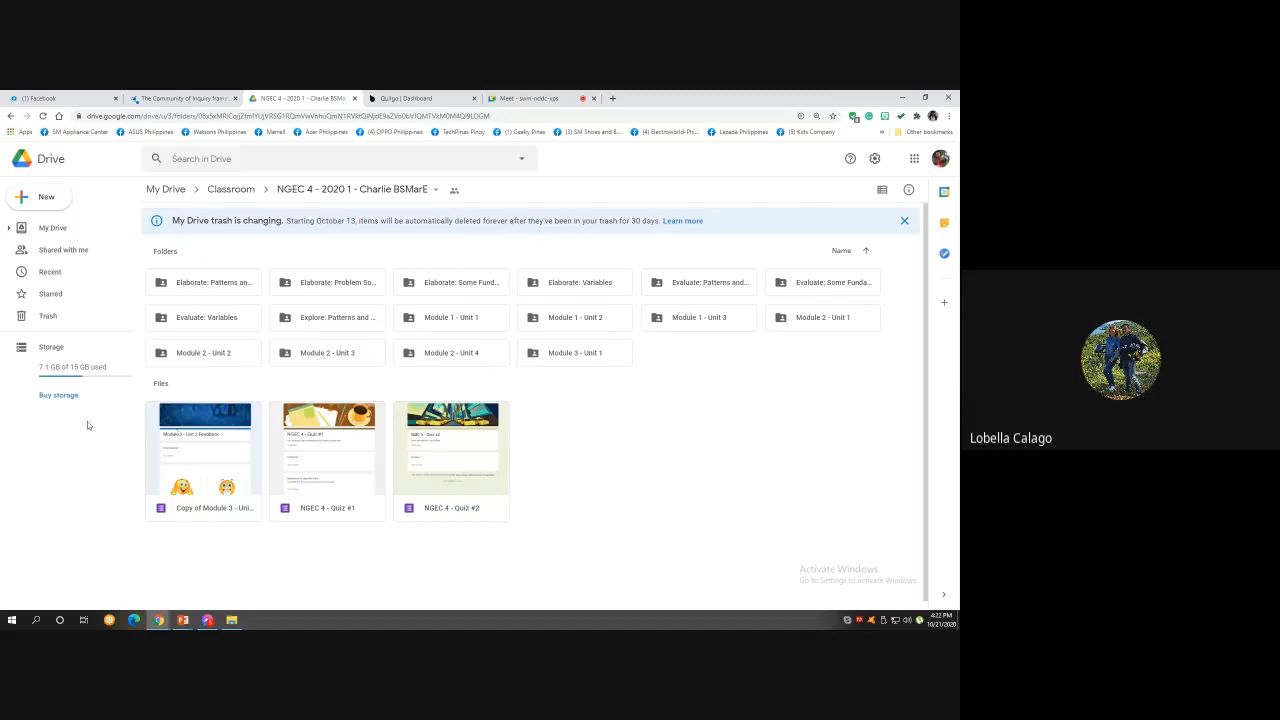 (1) Facebook
The Community of Inquiry frame
NGEC 4 - 2020 1 - Charlie BSMar
Quilgo | Dashboard
Meet - swm-nddc-xps
Apps
SM Appliance Center
ASUS Philippines
Watsons Philippines
Merrell
Acer Philippines
(4) OPPO Philippines
TechPinas Pinoy
(1) Geeky Pinas
(3) SM Shoes and B...
(4) Electroworld-Phi...
Lazada Philippines
(5) Kids Company
Other bookmarks
Drive
Search in Drive
New
My Drive
Classroom
NGEC 4 - 2020 1 - Charlie BSMarE
My Drive trash is changing. Starting October 13, items will be automatically deleted forever after they've been in your trash for 30 days. Learn more
My Drive
Shared with me
Recent
Starred
Trash
Storage
7.1 GB of 15 GB used
Buy storage
Folders
Name
Elaborate: Patterns an...
Elaborate: Problem So...
Elaborate: Some Fund...
Elaborate: Variables
Evaluate: Patterns and...
Evaluate: Some Funda...
Evaluate: Variables
Explore: Patterns and ...
Module 1 - Unit 1
Module 1 - Unit 2
Module 1 - Unit 3
Module 2 - Unit 1
Module 2 - Unit 2
Module 2 - Unit 3
Module 2 - Unit 4
Module 3 - Unit 1
Files
NGEC 4 - Quiz #1
NGEC 4 - Quiz #2
Copy of Module 3 - Uni...
NGEC 4 - Quiz #1
NGEC 4 - Quiz #2
Activate Windows
Go to Settings to activate Windows.
4:22 PM
10/21/2020
Lobella Calago